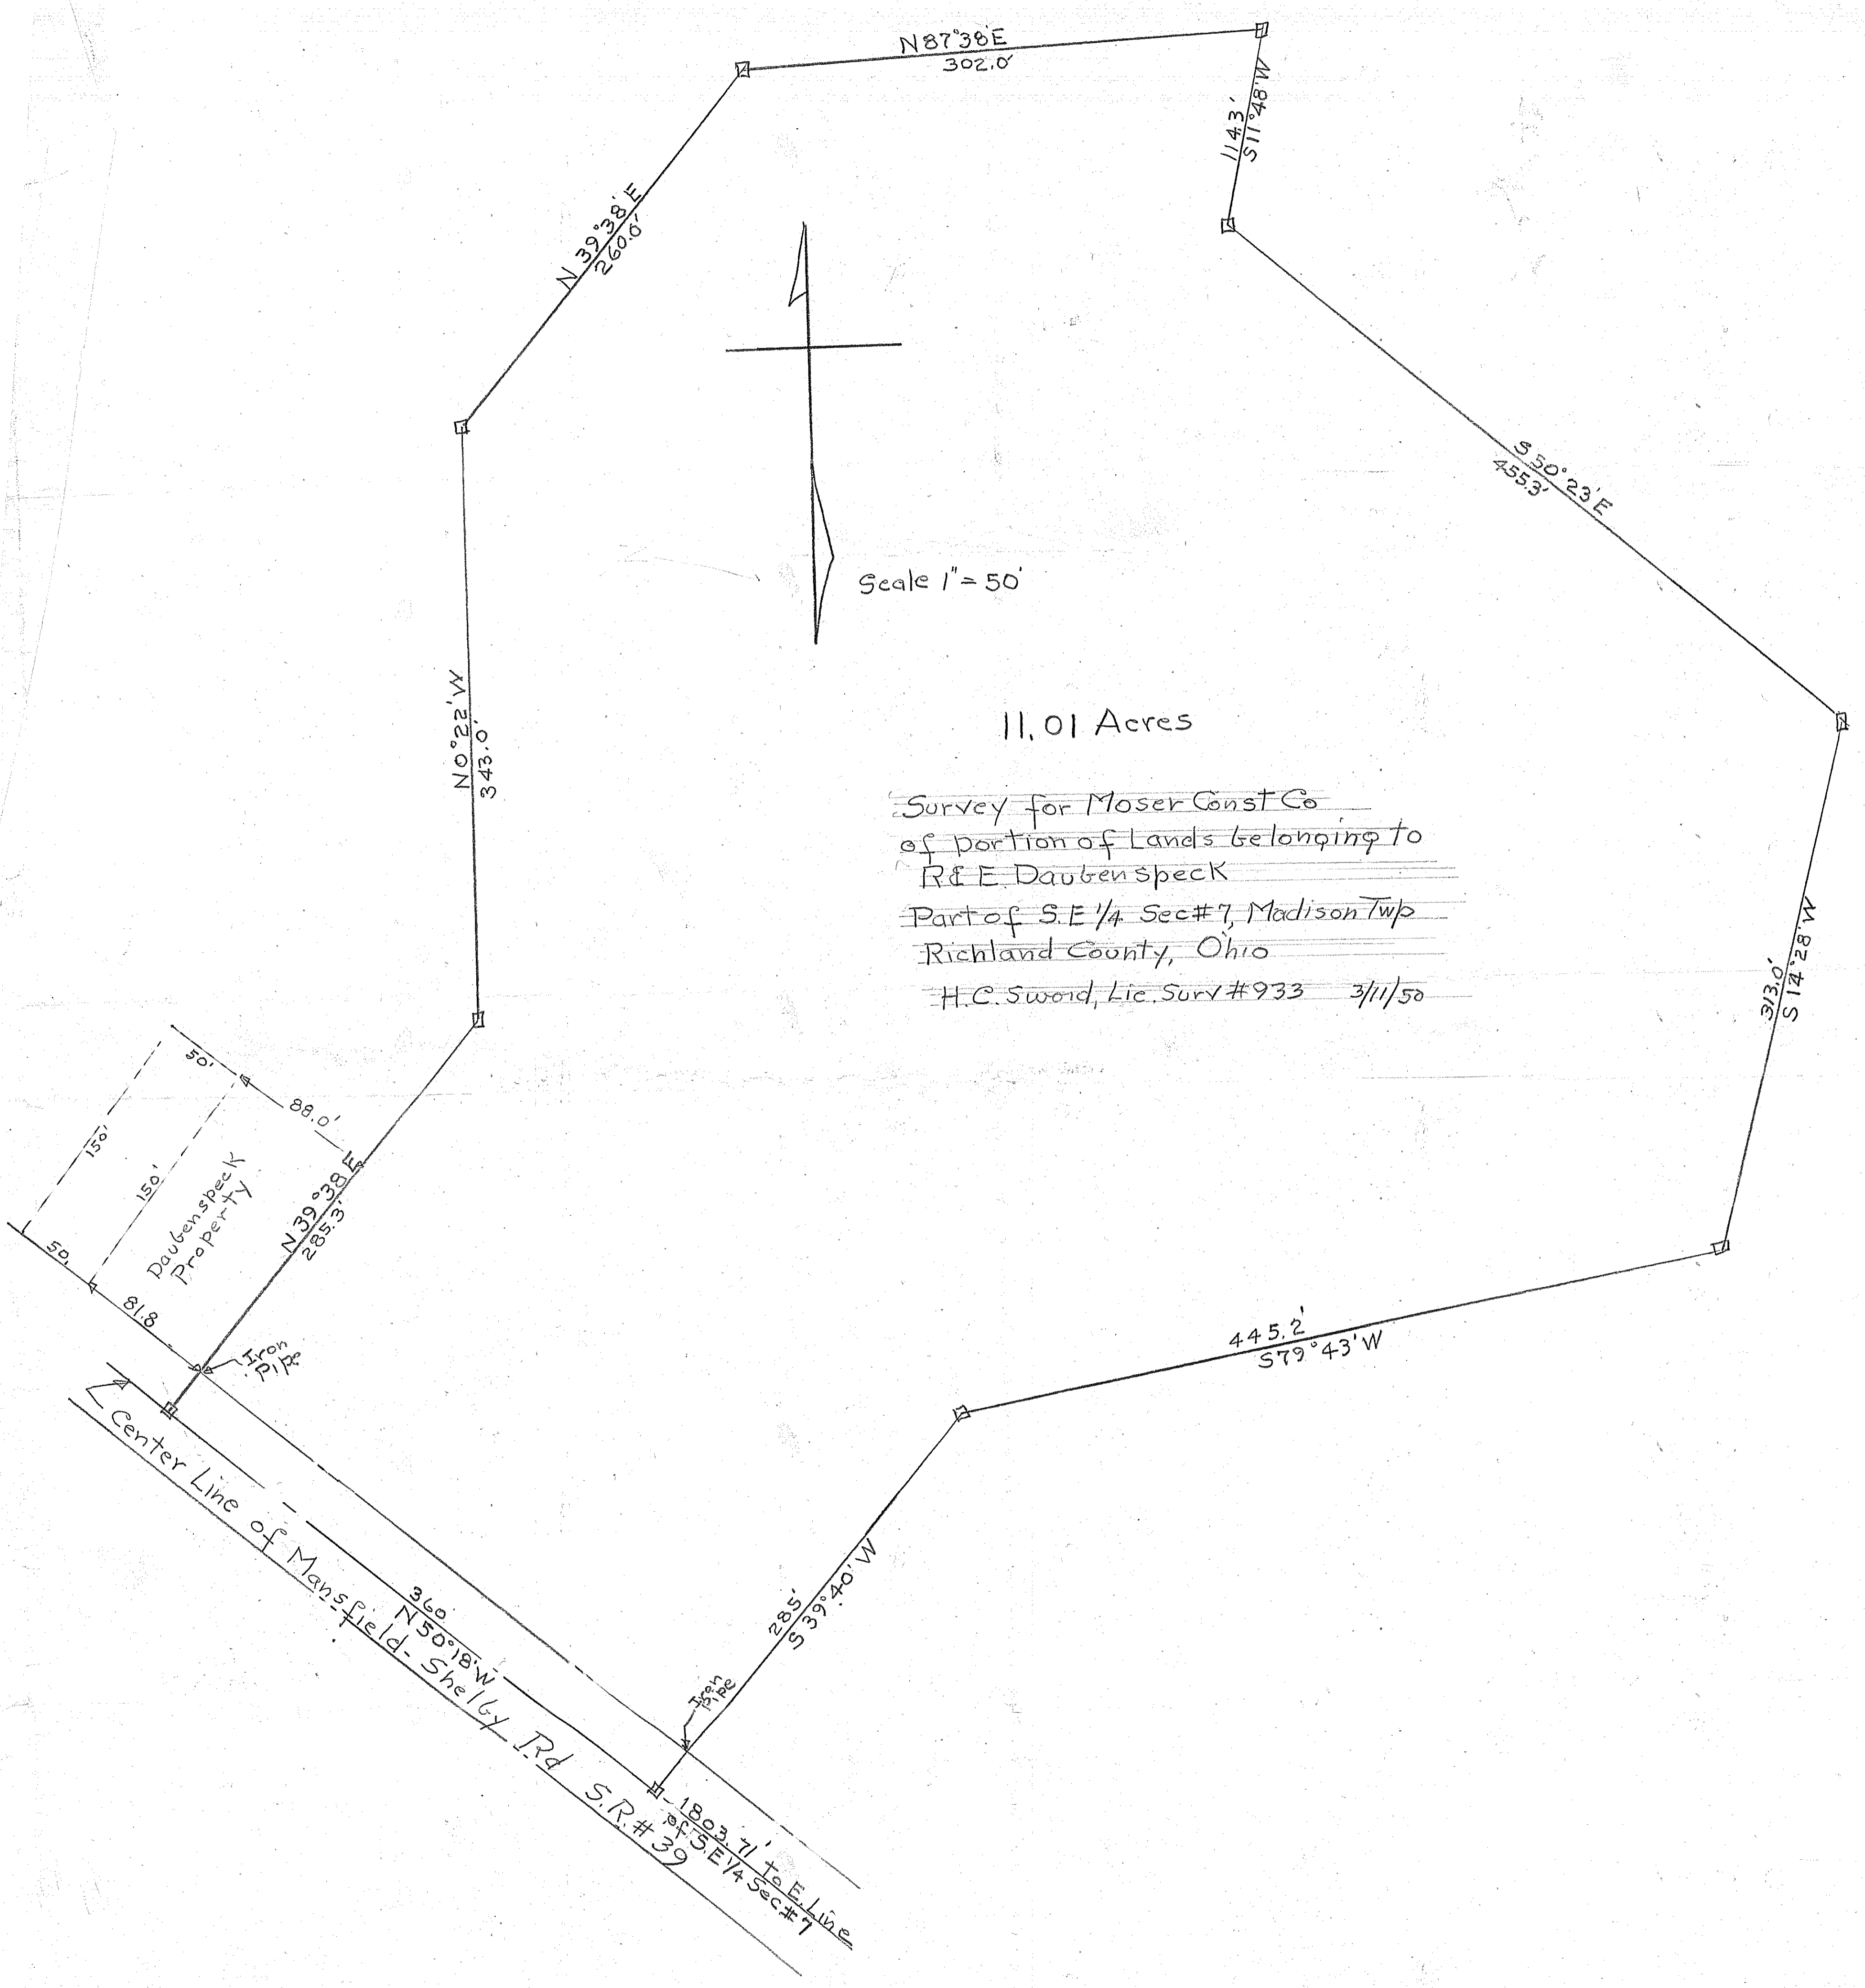 N87°38'E
302.0'
114.3'
S11°48'W
N 39°38' E
260.0'
S 50°23'E
455.3'
Scale 1"=50'
N0°22'W
343.0'
11.01 Acres
Survey for Moser Const Co
of portion of Lands belonging to
R&E Daubenspeck
Part of S.E 1/4 Sec#7, Madison Twp
Richland County, Ohio
H.C. Sword, Lic. Surv #933 3/11/50
313.0'
S 14°28'W
50'
88.0'
150'
150'
Daubenspeck
Property
N 39°38 E
285.3'
50.
81.8
Iron
Pipe
445.2'
S79°43'W
285'
S 39°40'W
Iron
Pipe
360
N 50°18'W
Center Line of Mansfield-Shelby Rd S.R.#39
1803.71' to E. Line
of S.E 1/4 Sec#7